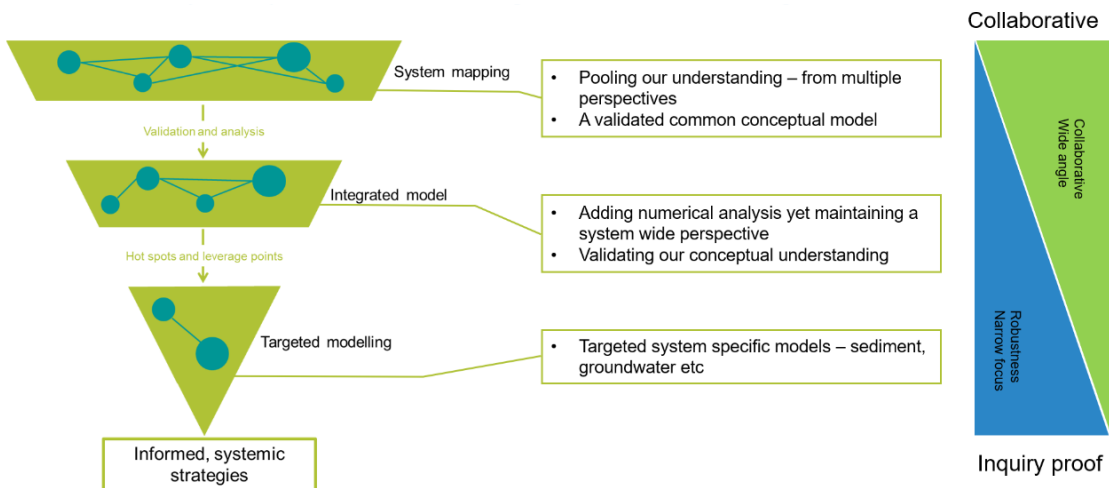 Collaborative
System mapping
• Pooling our understanding – from multiple
perspectives
• A validated common conceptual model
Validation and analysis
Collaborative
Wide angle
Integrated model
• Adding numerical analysis yet maintaining a
system wide perspective
• Validating our conceptual understanding
Hot spots and leverage points
Targeted modelling
• Targeted system specific models – sediment,
groundwater etc
Robustness
Narrow focus
Informed, systemic
strategies
Inquiry proof